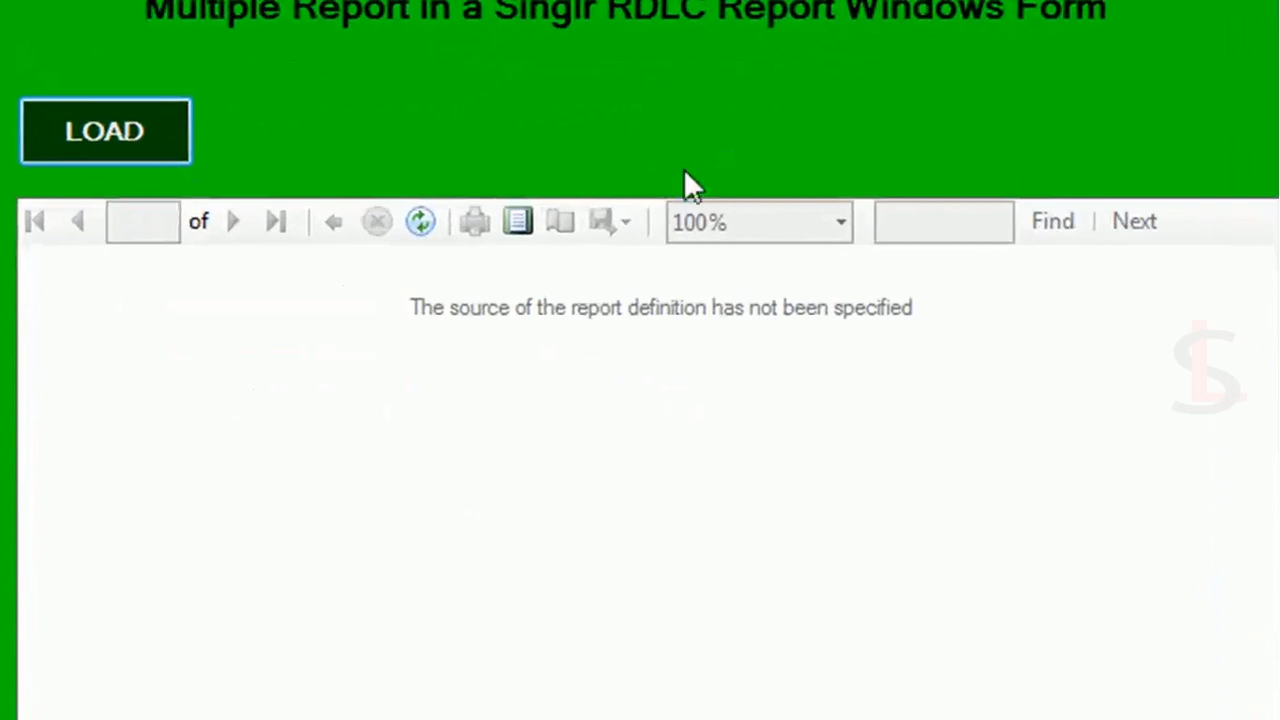 Multiple Report in a Singlr RDLC Report Windows Form
LOAD
of 100% Find Next
The source of the report definition has not been specified
SL